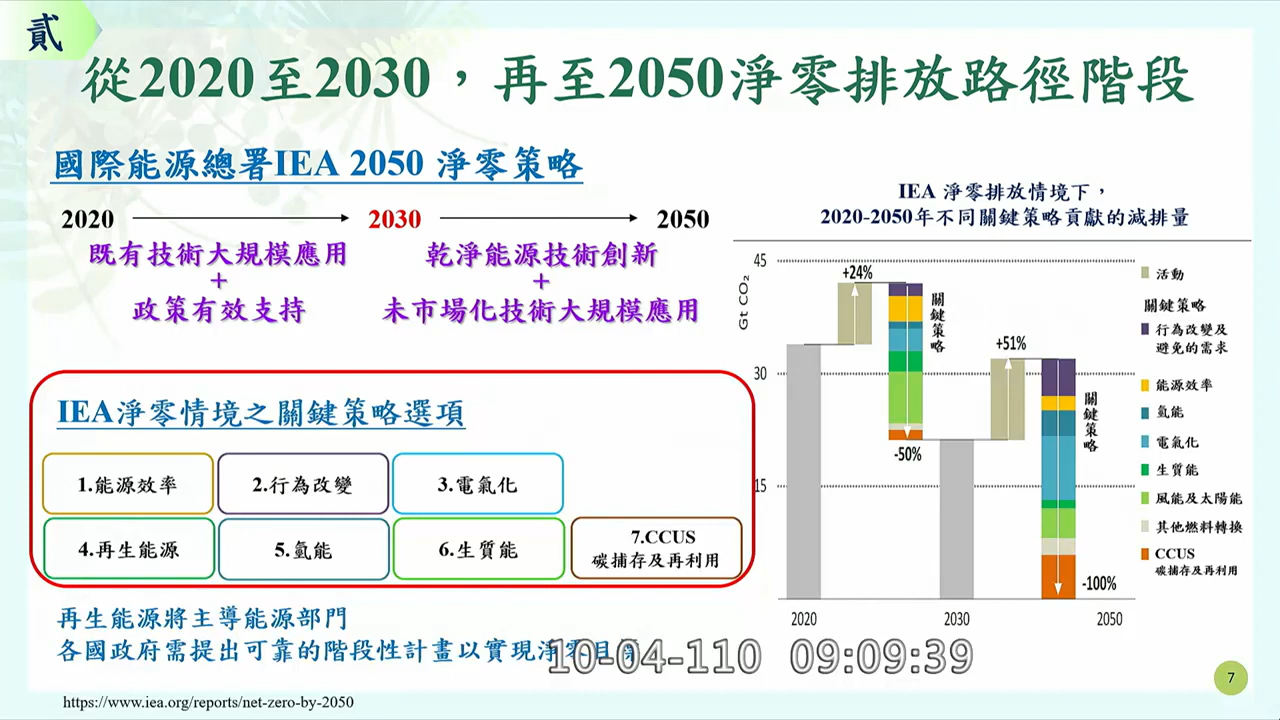 貳
從2020至2030，再至2050淨零排放路徑階段
國際能源總署IEA 2050 淨零策略
2020
2030
2050
既有技術大規模應用
+
政策有效支持
乾淨能源技術創新
+
未市場化技術大規模應用
IEA淨零情境之關鍵策略選項
1.能源效率
2.行為改變
3.電氣化
4.再生能源
5.氫能
6.生質能
7.CCUS
碳捕存及再利用
再生能源將主導能源部門
各國政府需提出可靠的階段性計畫以實現淨零目
https://www.iea.org/reports/net-zero-by-2050
IEA 淨零排放情境下，
2020-2050年不同關鍵策略貢獻的減排量
Gt CO₂
45
30
15
+24%
關鍵策略
-50%
+51%
關鍵策略
-100%
2020
2030
2050
活動
關鍵策略
行為改變及
避免的需求
能源效率
氫能
電氣化
生質能
風能及太陽能
其他燃料轉換
CCUS
碳捕存及再利用
10-04-110 09:09:39
7